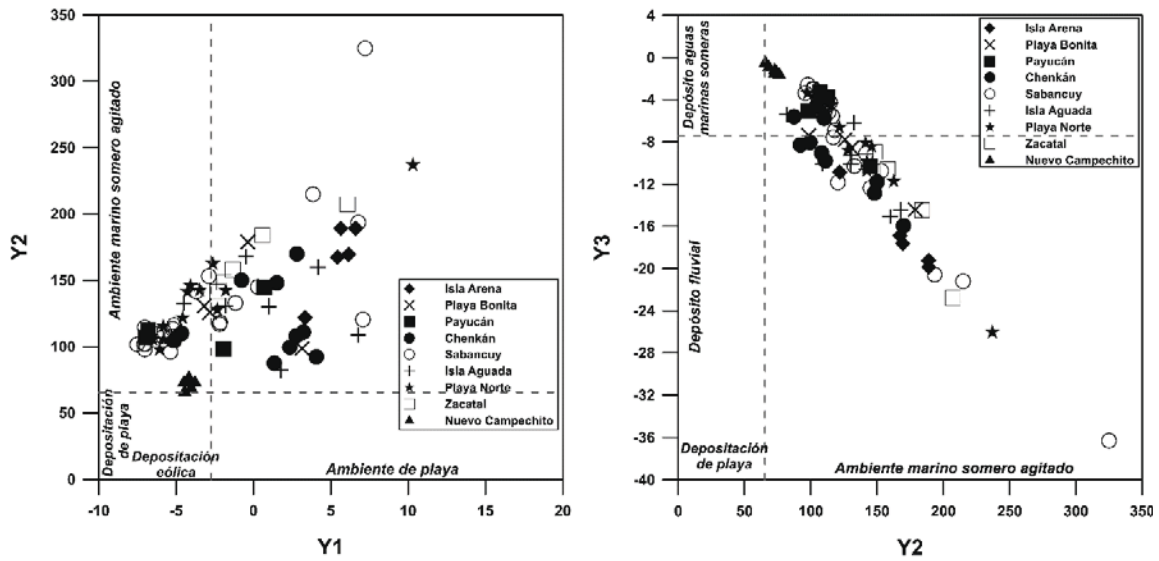 350
300
250
200
150
100
50
0
Y2
Ambiente marino somero agitado
Depositación
de playa
Depositación
eólica
Ambiente de playa
Isla Arena
Playa Bonita
Payucán
Chenkán
Sabancuy
Isla Aguada
Playa Norte
Zacatal
Nuevo Campechito
-10
-5
0
5
10
15
20
Y1
4
0
-4
-8
-12
-16
-20
-24
-28
-32
-36
-40
Y3
Depósito aguas
marinas someras
Depósito fluvial
Depositación
de playa
Ambiente marino somero agitado
Isla Arena
Playa Bonita
Payucán
Chenkán
Sabancuy
Isla Aguada
Playa Norte
Zacatal
Nuevo Campechito
0
50
100
150
200
250
300
350
Y2